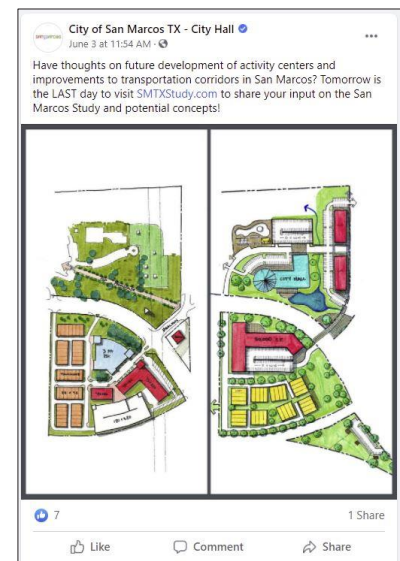 City of San Marcos TX - City Hall
June 3 at 11:54 AM ·
Have thoughts on future development of activity centers and
improvements to transportation corridors in San Marcos? Tomorrow is
the LAST day to visit SMTXStudy.com to share your input on the San
Marcos Study and potential concepts!
CITY HALL
7
1 Share
Like
Comment
Share